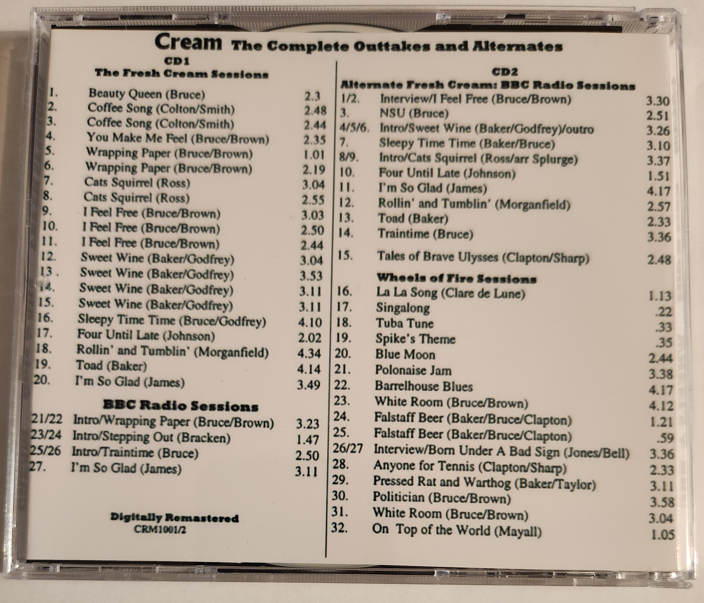 Cream The Complete Outtakes and Alternates
CD1
The Fresh Cream Sessions
1. Beauty Queen (Bruce) 2.3
2. Coffee Song (Colton/Smith) 2.48
3. Coffee Song (Colton/Smith) 2.44
4. You Make Me Feel (Bruce/Brown) 2.35
5. Wrapping Paper (Bruce/Brown) 1.01
6. Wrapping Paper (Bruce/Brown) 2.19
7. Cats Squirrel (Ross) 3.04
8. Cats Squirrel (Ross) 2.55
9. I Feel Free (Bruce/Brown) 3.03
10. I Feel Free (Bruce/Brown) 2.50
11. I Feel Free (Bruce/Brown) 2.44
12. Sweet Wine (Baker/Godfrey) 3.04
13. Sweet Wine (Baker/Godfrey) 3.53
14. Sweet Wine (Baker/Godfrey) 3.11
15. Sweet Wine (Baker/Godfrey) 3.11
16. Sleepy Time Time (Bruce/Godfrey) 4.10
17. Four Until Late (Johnson) 2.02
18. Rollin' and Tumblin' (Morganfield) 4.34
19. Toad (Baker) 4.14
20. I'm So Glad (James) 3.49
BBC Radio Sessions
21/22 Intro/Wrapping Paper (Bruce/Brown) 3.23
23/24 Intro/Stepping Out (Bracken) 1.47
25/26 Intro/Traintime (Bruce) 2.50
27. I'm So Glad (James) 3.11
Digitally Remastered
CRM1001/2
CD2
Alternate Fresh Cream: BBC Radio Sessions
1/2. Interview/I Feel Free (Bruce/Brown) 3.30
3. NSU (Bruce) 2.51
4/5/6. Intro/Sweet Wine (Baker/Godfrey)/outro 3.26
7. Sleepy Time Time (Baker/Bruce) 3.10
8/9. Intro/Cats Squirrel (Ross/arr Splurge) 3.37
10. Four Until Late (Johnson) 1.51
11. I'm So Glad (James) 4.17
12. Rollin' and Tumblin' (Morganfield) 2.57
13. Toad (Baker) 2.33
14. Traintime (Bruce) 3.36
15. Tales of Brave Ulysses (Clapton/Sharp) 2.48
Wheels of Fire Sessions
16. La La Song (Clare de Lune) 1.13
17. Singalong .22
18. Tuba Tune .33
19. Spike's Theme .35
20. Blue Moon 2.44
21. Polonaise Jam 3.38
22. Barrelhouse Blues 4.17
23. White Room (Bruce/Brown) 4.12
24. Falstaff Beer (Baker/Bruce/Clapton) 1.21
25. Falstaff Beer (Baker/Bruce/Clapton) .59
26/27 Interview/Born Under A Bad Sign (Jones/Bell) 3.36
28. Anyone for Tennis (Clapton/Sharp) 2.33
29. Pressed Rat and Warthog (Baker/Taylor) 3.11
30. Politician (Bruce/Brown) 3.58
31. White Room (Bruce/Brown) 3.04
32. On Top of the World (Mayall) 1.05